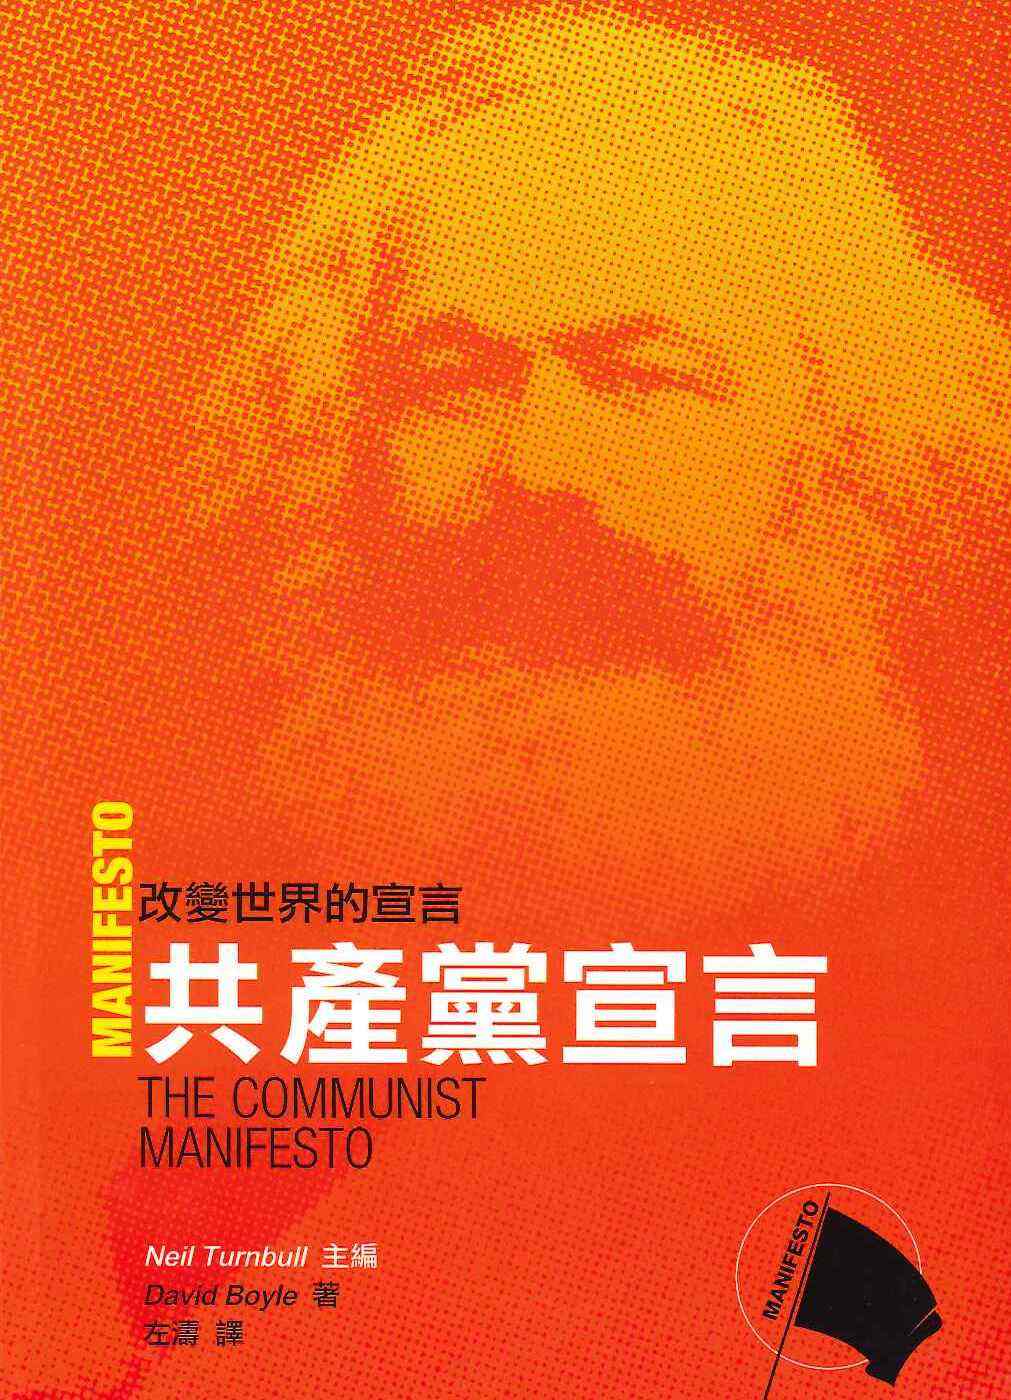 MANIFESTO
改變世界的宣言
共產黨宣言
THE COMMUNIST
MANIFESTO
Neil Turnbull 主編
David Boyle 著
左濤 譯
MANIFESTO